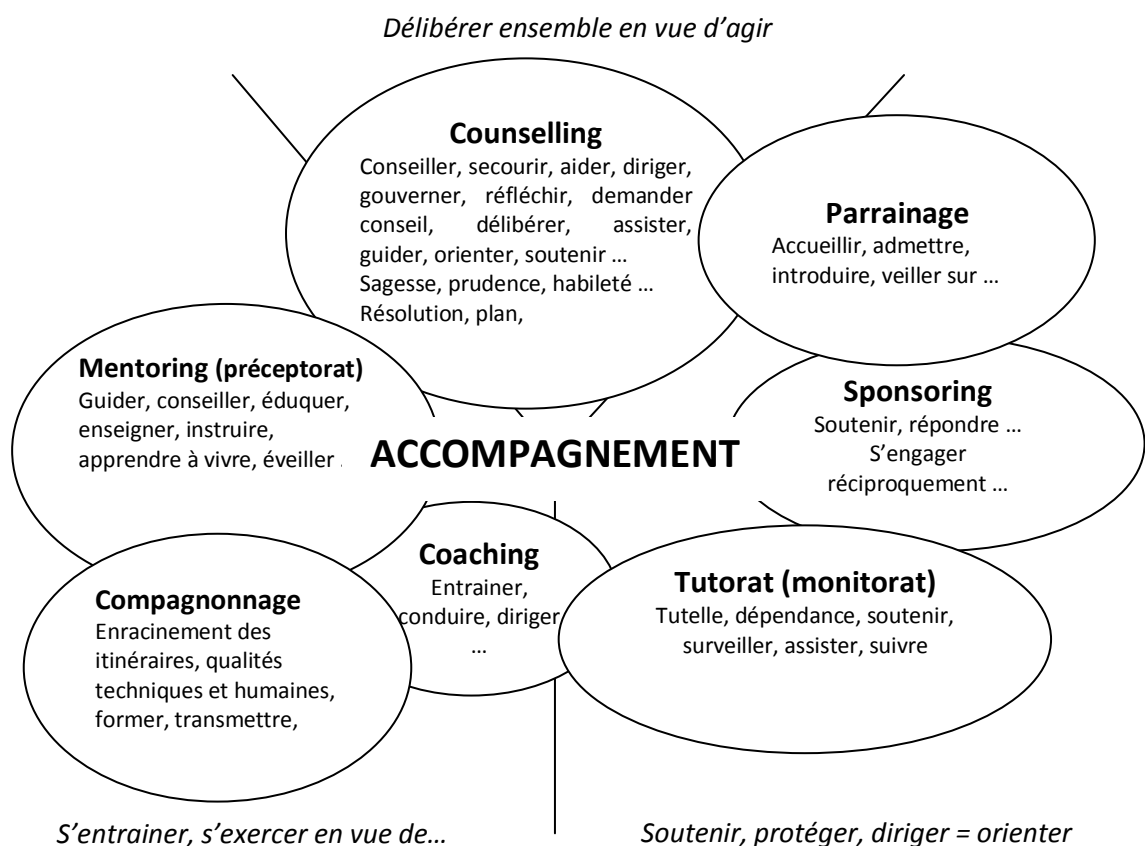 Délibérer ensemble en vue d’agir
Counselling
Conseiller, secourir, aider, diriger,
gouverner, réfléchir, demander
conseil, délibérer, assister,
guider, orienter, soutenir …
Sagesse, prudence, habileté …
Résolution, plan,
Parrainage
Accueillir, admettre,
introduire, veiller sur …
Mentoring (préceptorat)
Guider, conseiller, éduquer,
enseigner, instruire,
apprendre à vivre, éveiller .
Sponsoring
Soutenir, répondre …
S’engager
réciproquement …
ACCOMPAGNEMENT
Coaching
Entrainer,
conduire, diriger
…
Tutorat (monitorat)
Tutelle, dépendance, soutenir,
surveiller, assister, suivre
Compagnonnage
Enracinement des
itinéraires, qualités
techniques et humaines,
former, transmettre,
S’entrainer, s’exercer en vue de…
Soutenir, protéger, diriger = orienter